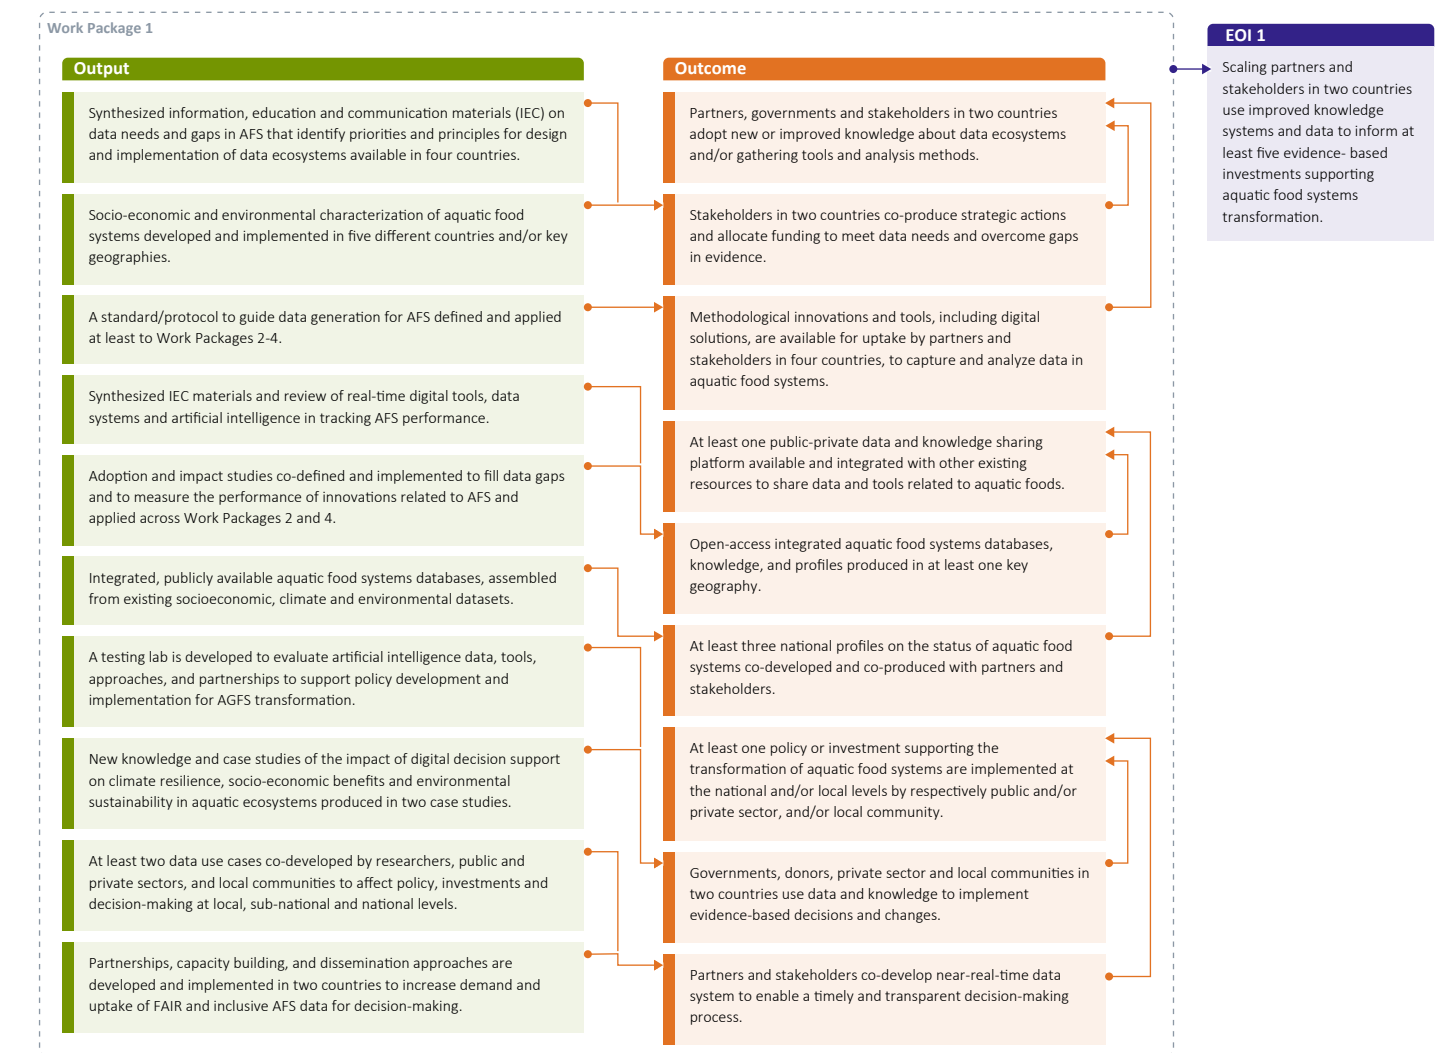 Work Package 1
Output
Synthesized information, education and communication materials (IEC) on
data needs and gaps in AFS that identify priorities and principles for design
and implementation of data ecosystems available in four countries.
Socio-economic and environmental characterization of aquatic food
systems developed and implemented in five different countries and/or key
geographies.
A standard/protocol to guide data generation for AFS defined and applied
at least to Work Packages 2-4.
Synthesized IEC materials and review of real-time digital tools, data
systems and artificial intelligence in tracking AFS performance.
Adoption and impact studies co-defined and implemented to fill data gaps
and to measure the performance of innovations related to AFS and
applied across Work Packages 2 and 4.
Integrated, publicly available aquatic food systems databases, assembled
from existing socioeconomic, climate and environmental datasets.
A testing lab is developed to evaluate artificial intelligence data, tools,
approaches, and partnerships to support policy development and
implementation for AGFS transformation.
New knowledge and case studies of the impact of digital decision support
on climate resilience, socio-economic benefits and environmental
sustainability in aquatic ecosystems produced in two case studies.
At least two data use cases co-developed by researchers, public and
private sectors, and local communities to affect policy, investments and
decision-making at local, sub-national and national levels.
Partnerships, capacity building, and dissemination approaches are
developed and implemented in two countries to increase demand and
uptake of FAIR and inclusive AFS data for decision-making.
Outcome
Partners, governments and stakeholders in two countries
adopt new or improved knowledge about data ecosystems
and/or gathering tools and analysis methods.
Stakeholders in two countries co-produce strategic actions
and allocate funding to meet data needs and overcome gaps
in evidence.
Methodological innovations and tools, including digital
solutions, are available for uptake by partners and
stakeholders in four countries, to capture and analyze data in
aquatic food systems.
At least one public-private data and knowledge sharing
platform available and integrated with other existing
resources to share data and tools related to aquatic foods.
Open-access integrated aquatic food systems databases,
knowledge, and profiles produced in at least one key
geography.
At least three national profiles on the status of aquatic food
systems co-developed and co-produced with partners and
stakeholders.
At least one policy or investment supporting the
transformation of aquatic food systems are implemented at
the national and/or local levels by respectively public and/or
private sector, and/or local community.
Governments, donors, private sector and local communities in
two countries use data and knowledge to implement
evidence-based decisions and changes.
Partners and stakeholders co-develop near-real-time data
system to enable a timely and transparent decision-making
process.
EOI 1
Scaling partners and
stakeholders in two countries
use improved knowledge
systems and data to inform at
least five evidence- based
investments supporting
aquatic food systems
transformation.